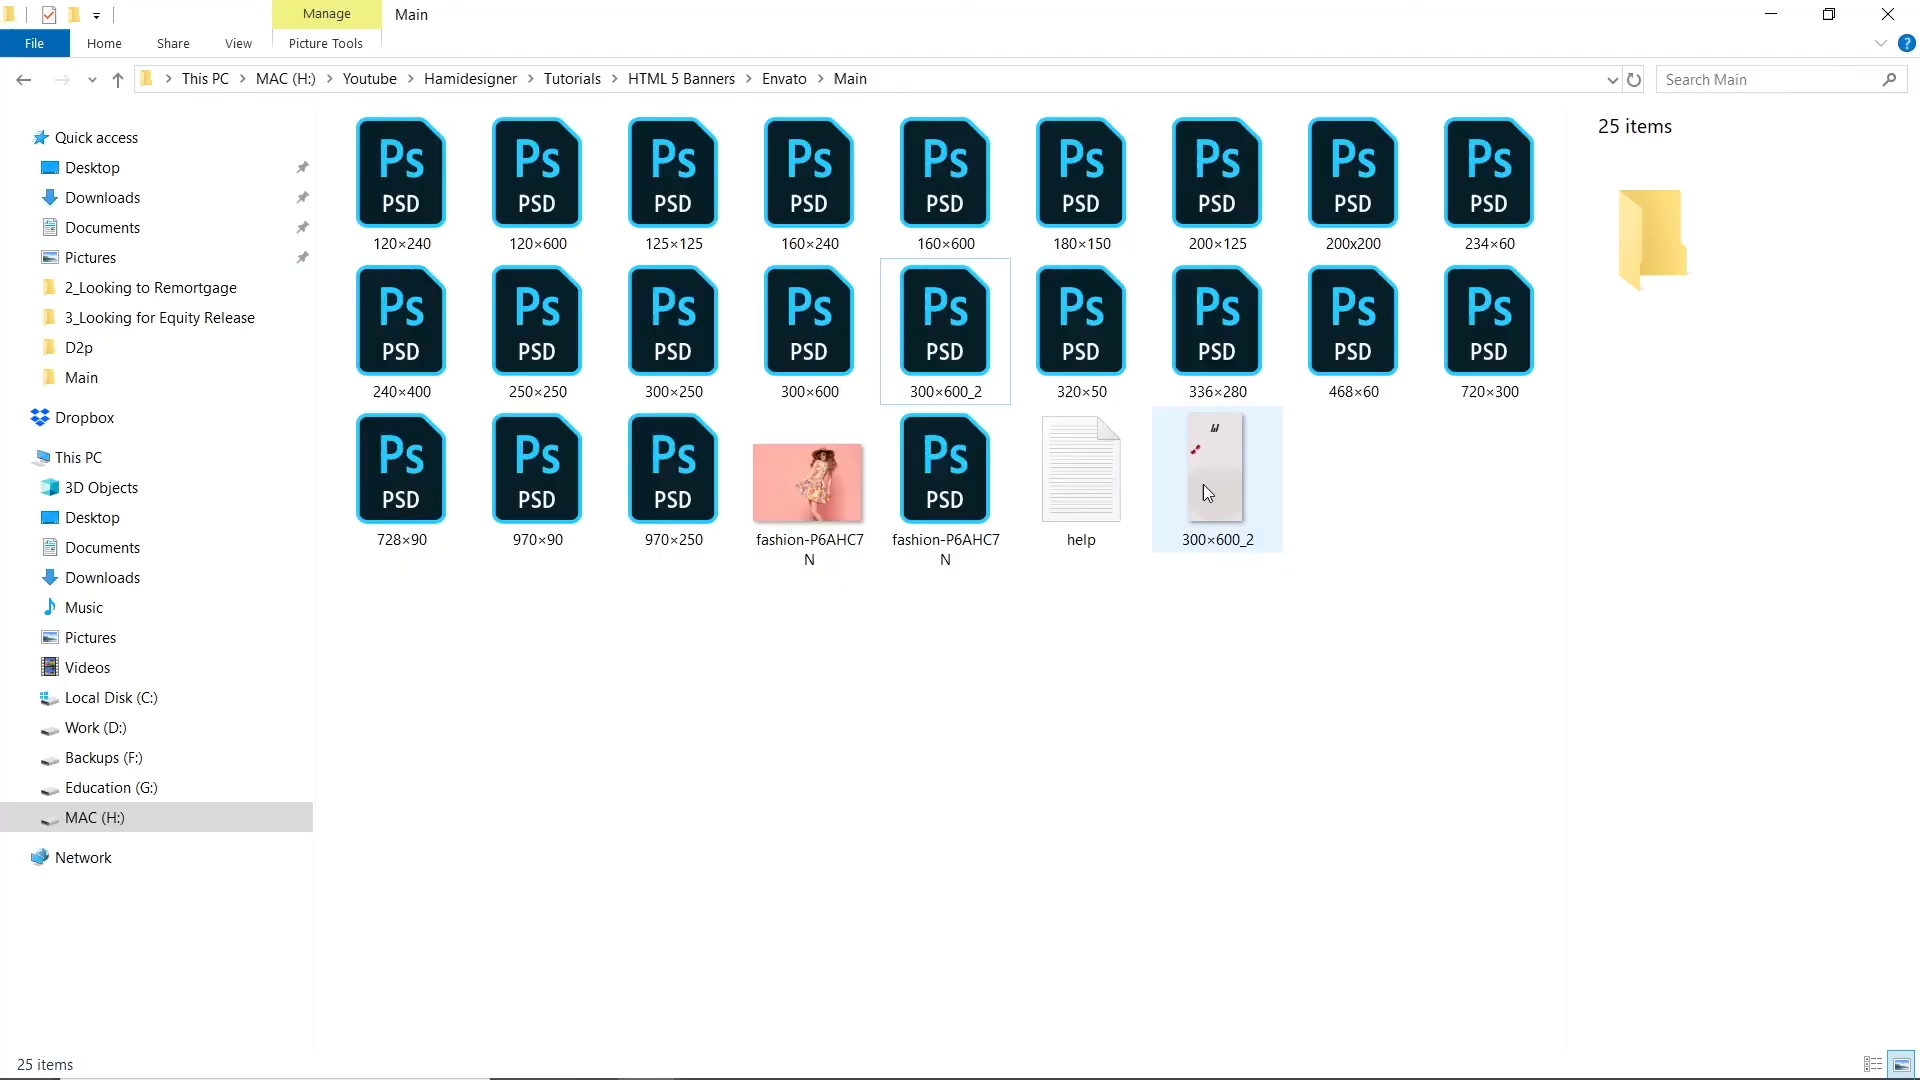 Manage
Main
File
Home
Share
View
Picture Tools
?
This PC
MAC (H:)
Youtube
Hamidesigner
Tutorials
HTML 5 Banners
Envato
Main
Search Main
Quick access
Desktop
Downloads
Documents
Pictures
2_Looking to Remortgage
3_Looking for Equity Release
D2p
Main
Dropbox
This PC
3D Objects
Desktop
Documents
Downloads
Music
Pictures
Videos
Local Disk (C:)
Work (D:)
Backups (F:)
Education (G:)
MAC (H:)
Network
Ps Ps Ps Ps Ps Ps Ps Ps Ps
PSD PSD PSD PSD PSD PSD PSD PSD PSD
120×240 120×600 125×125 160×240 160×600 180×150 200×125 200x200 234×60
Ps Ps Ps Ps Ps Ps Ps Ps Ps
PSD PSD PSD PSD PSD PSD PSD PSD PSD
240×400 250×250 300×250 300×600 300×600_2 320×50 336×280 468×60 720×300
Ps Ps Ps Ps
PSD PSD PSD PSD
728×90 970×90 970×250 fashion-P6AHC7 fashion-P6AHC7 help 300×600_2
N N
25 items
25 items